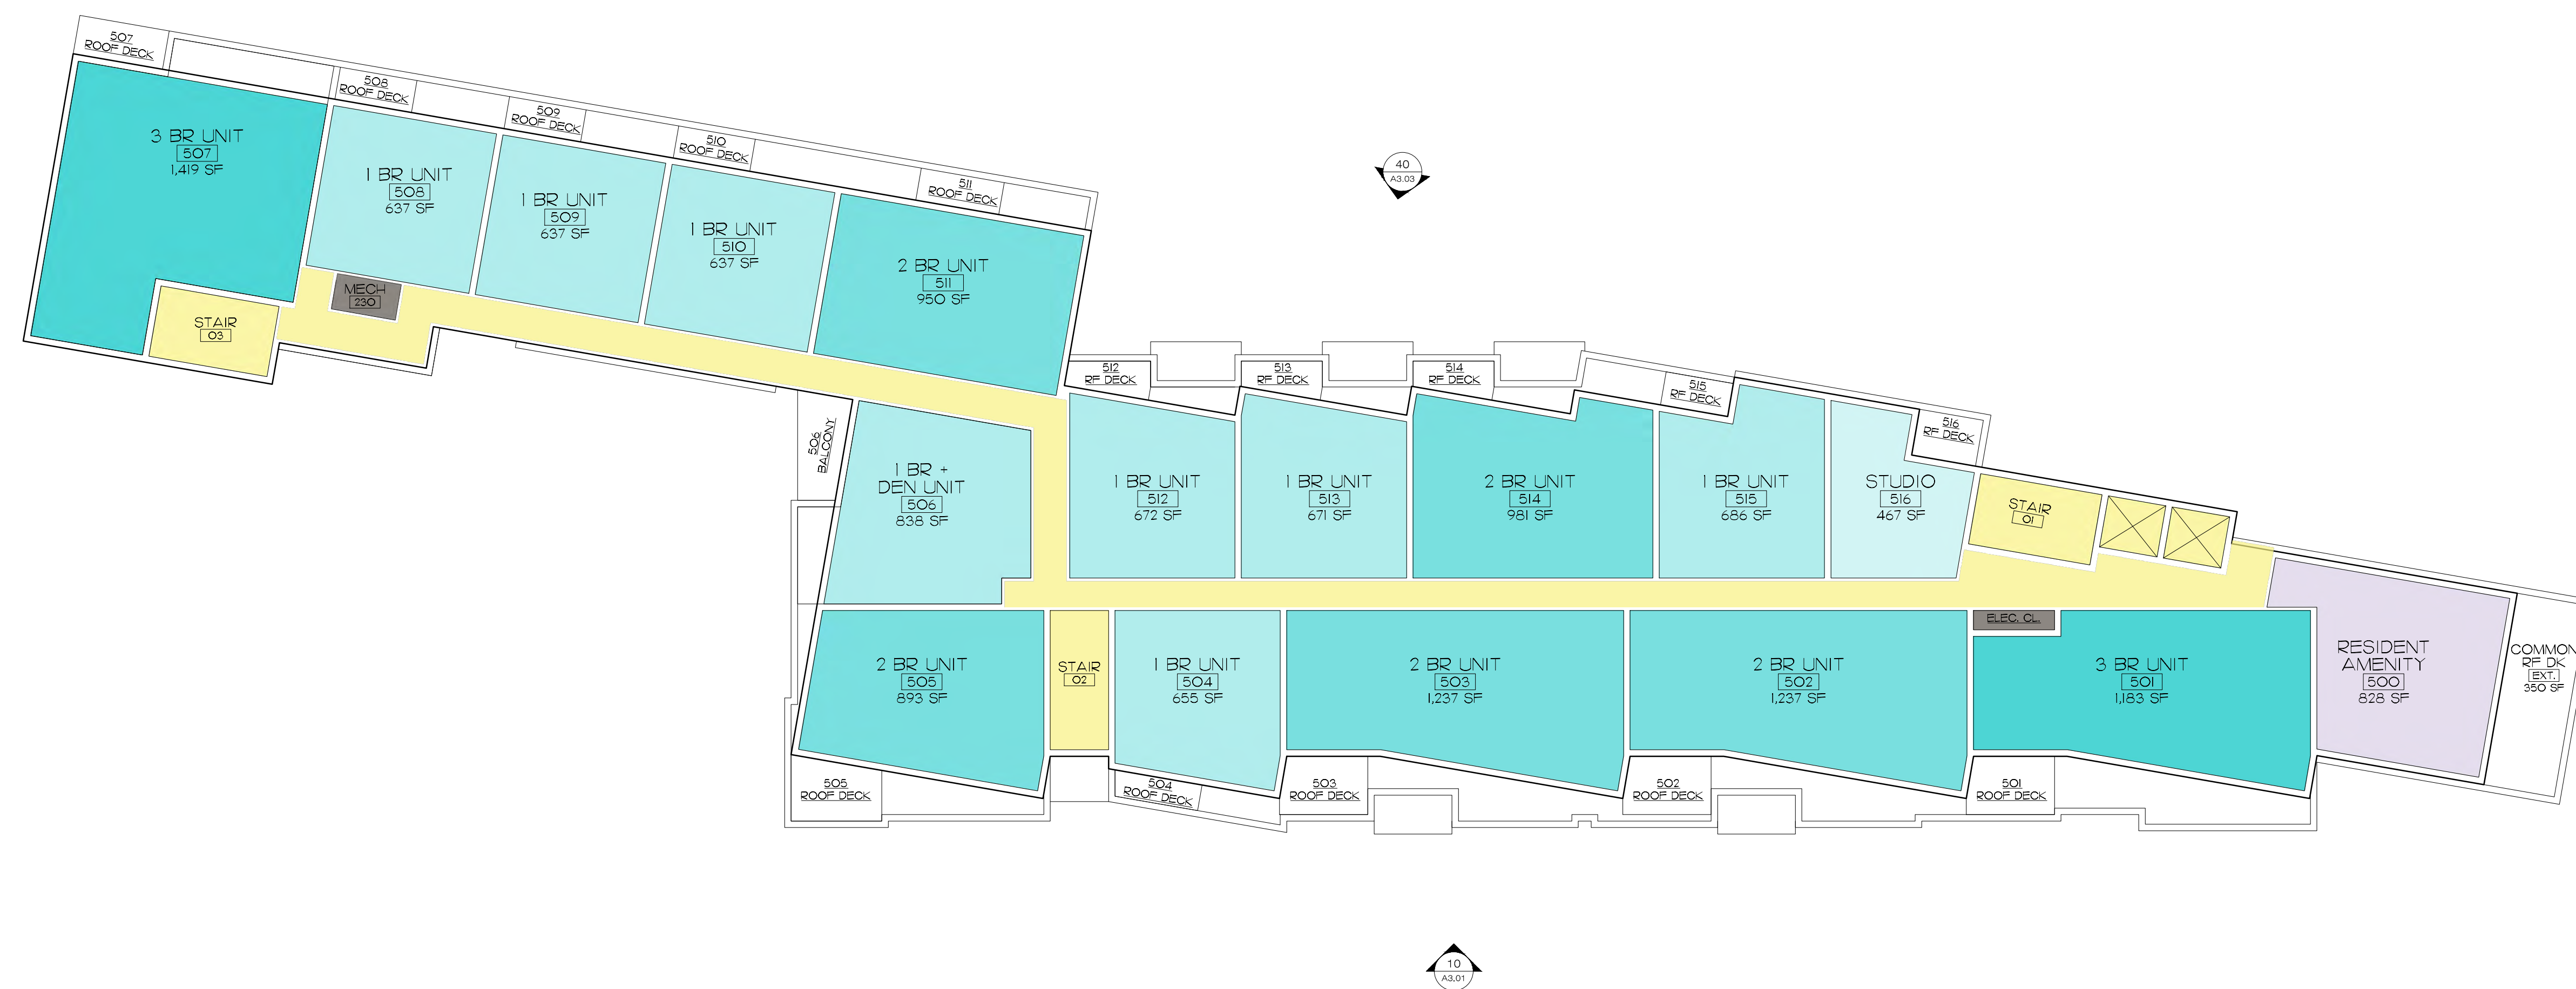 507
ROOF DECK
508
ROOF DECK
509
ROOF DECK
510
ROOF DECK
511
ROOF DECK
3 BR UNIT
507
1,419 SF
1 BR UNIT
508
637 SF
1 BR UNIT
509
637 SF
1 BR UNIT
510
637 SF
2 BR UNIT
511
950 SF
MECH
230
STAIR
03
40
A3.03
512
RF DECK
513
RF DECK
514
RF DECK
515
RF DECK
516
RF DECK
506
BALCONY
1 BR +
DEN UNIT
506
838 SF
1 BR UNIT
512
672 SF
1 BR UNIT
513
671 SF
2 BR UNIT
514
981 SF
1 BR UNIT
515
686 SF
STUDIO
516
467 SF
STAIR
01
2 BR UNIT
505
893 SF
STAIR
02
1 BR UNIT
504
655 SF
2 BR UNIT
503
1,237 SF
2 BR UNIT
502
1,237 SF
ELEC. CL.
3 BR UNIT
501
1,183 SF
RESIDENT
AMENITY
500
828 SF
COMMON
RF DK
EXT.
350 SF
505
ROOF DECK
504
ROOF DECK
503
ROOF DECK
502
ROOF DECK
501
ROOF DECK
10
A3.01